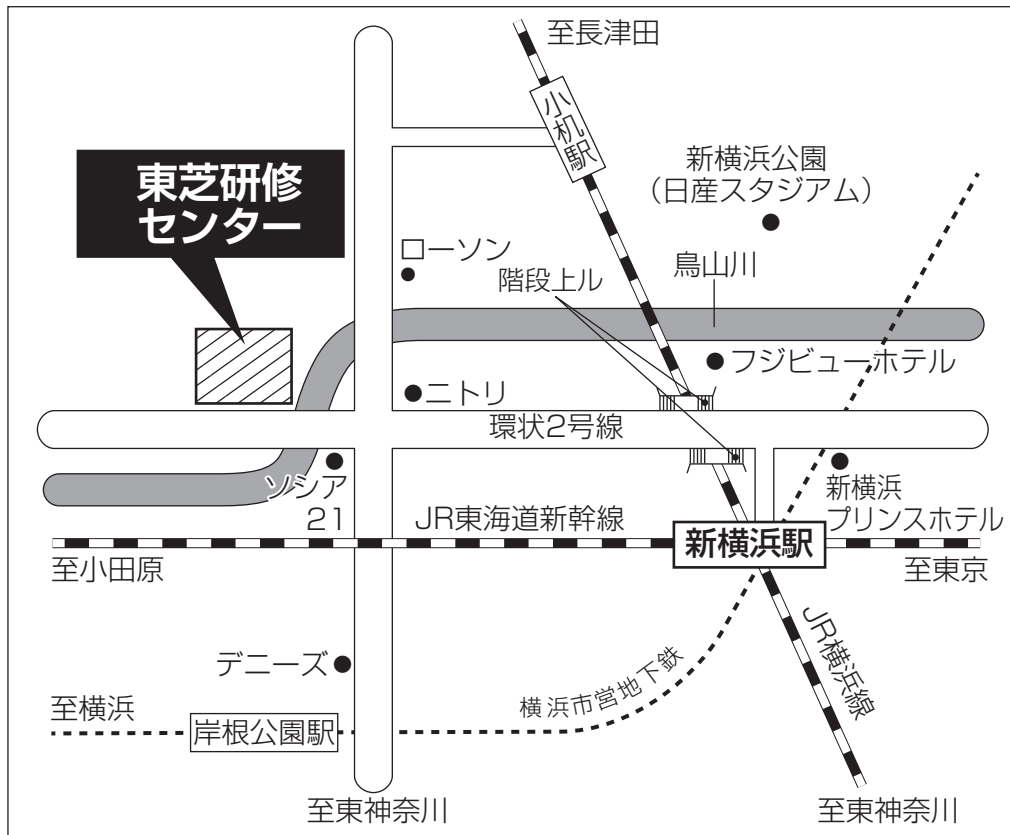 至長津田
小机駅
新横浜公園
（日産スタジアム）
東芝研修
センター
ローソン
階段上ル
鳥山川
フジビューホテル
ニトリ
環状2号線
ソシア
21
JR東海道新幹線
新横浜
プリンスホテル
新横浜駅
至小田原
至東京
デニーズ
JR横浜線
横浜市営地下鉄
至横浜
岸根公園駅
至東神奈川
至東神奈川